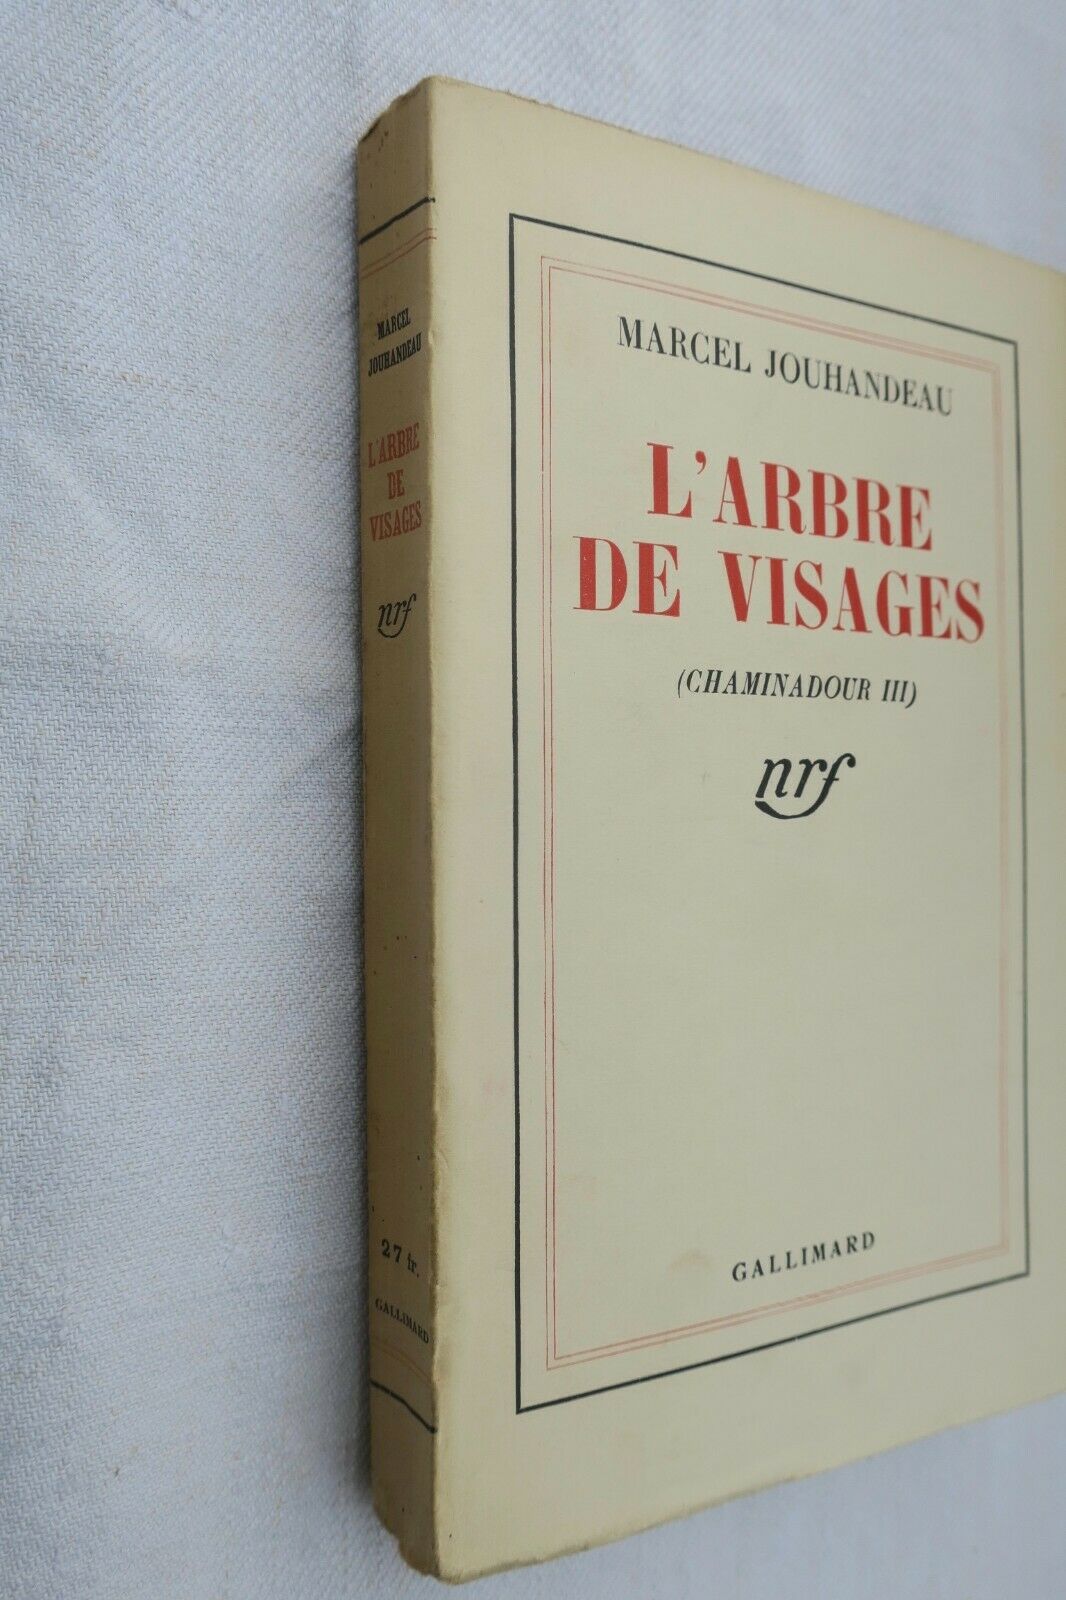 MARCEL
JOUHANDEAU
L'ARBRE
DE
VISAGES
nrf
27 fr.
GALLIMARD
MARCEL JOUHANDEAU
L'ARBRE
DE VISAGES
(CHAMINADOUR III)
nrf
GALLIMARD